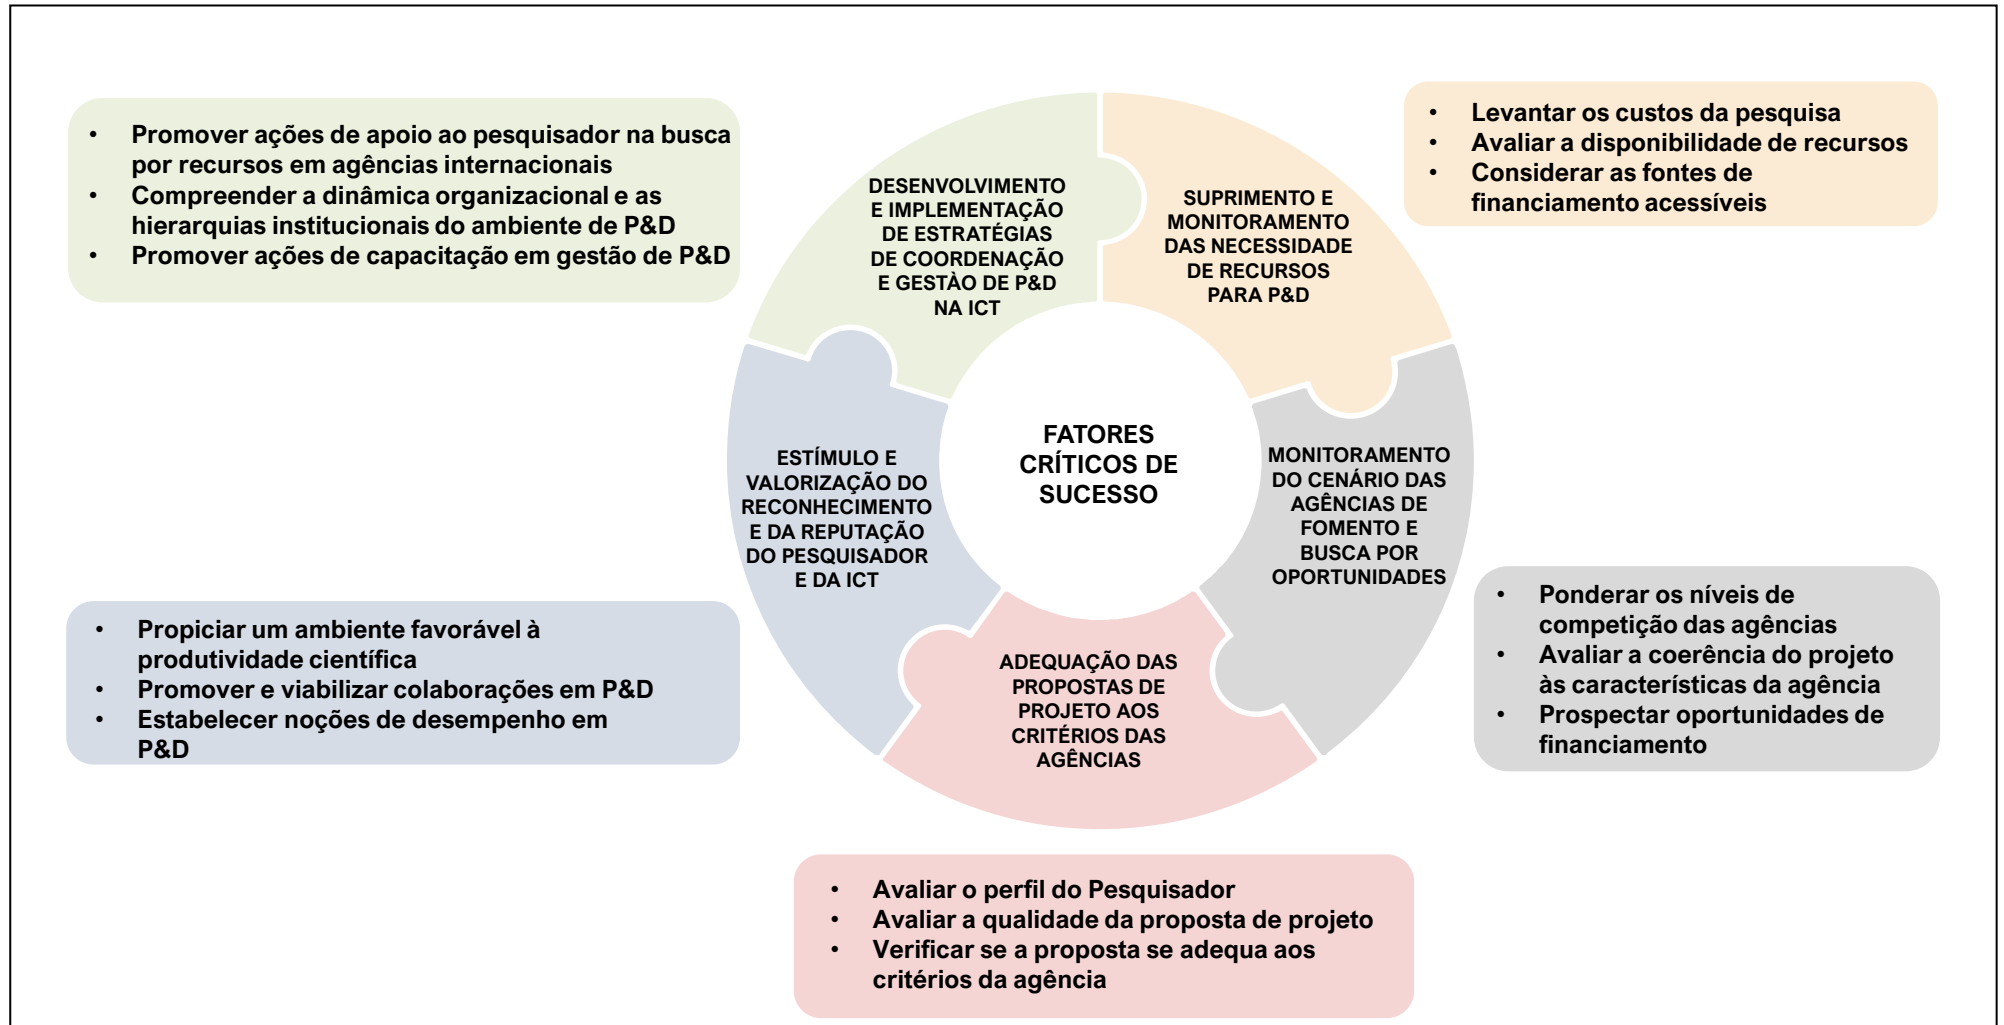 • Promover ações de apoio ao pesquisador na busca
por recursos em agências internacionais
• Compreender a dinâmica organizacional e as
hierarquias institucionais do ambiente de P&D
• Promover ações de capacitação em gestão de P&D
DESENVOLVIMENTO
E IMPLEMENTAÇÃO
DE ESTRATÉGIAS
DE COORDENAÇÃO
E GESTÀO DE P&D
NA ICT
SUPRIMENTO E
MONITORAMENTO
DAS NECESSIDADE
DE RECURSOS
PARA P&D
• Levantar os custos da pesquisa
• Avaliar a disponibilidade de recursos
• Considerar as fontes de
financiamento acessíveis
FATORES
CRÍTICOS DE
SUCESSO
ESTÍMULO E
VALORIZAÇÃO DO
RECONHECIMENTO
E DA REPUTAÇÃO
DO PESQUISADOR
E DA ICT
MONITORAMENTO
DO CENÁRIO DAS
AGÊNCIAS DE
FOMENTO E
BUSCA POR
OPORTUNIDADES
• Propiciar um ambiente favorável à
produtividade científica
• Promover e viabilizar colaborações em P&D
• Estabelecer noções de desempenho em
P&D
ADEQUAÇÃO DAS
PROPOSTAS DE
PROJETO AOS
CRITÉRIOS DAS
AGÊNCIAS
• Ponderar os níveis de
competição das agências
• Avaliar a coerência do projeto
às características da agência
• Prospectar oportunidades de
financiamento
• Avaliar o perfil do Pesquisador
• Avaliar a qualidade da proposta de projeto
• Verificar se a proposta se adequa aos
critérios da agência